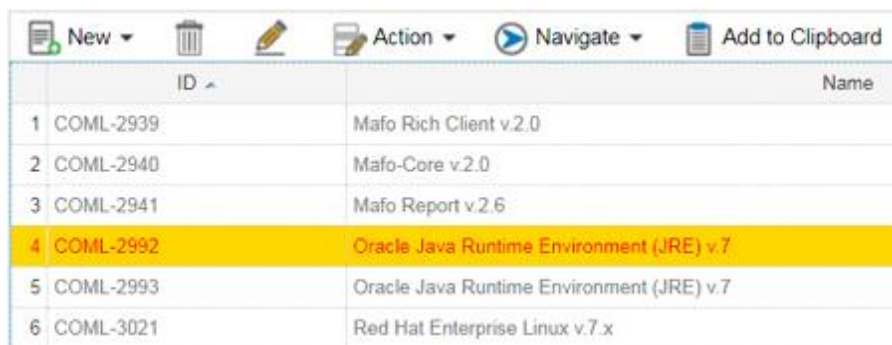 New Action Navigate Add to Clipboard
ID Name
1 COML-2939 Mafo Rich Client v.2.0
2 COML-2940 Mafo-Core v.2.0
3 COML-2941 Mafo Report v.2.6
4 COML-2992 Oracle Java Runtime Environment (JRE) v.7
5 COML-2993 Oracle Java Runtime Environment (JRE) v.7
6 COML-3021 Red Hat Enterprise Linux v.7.x